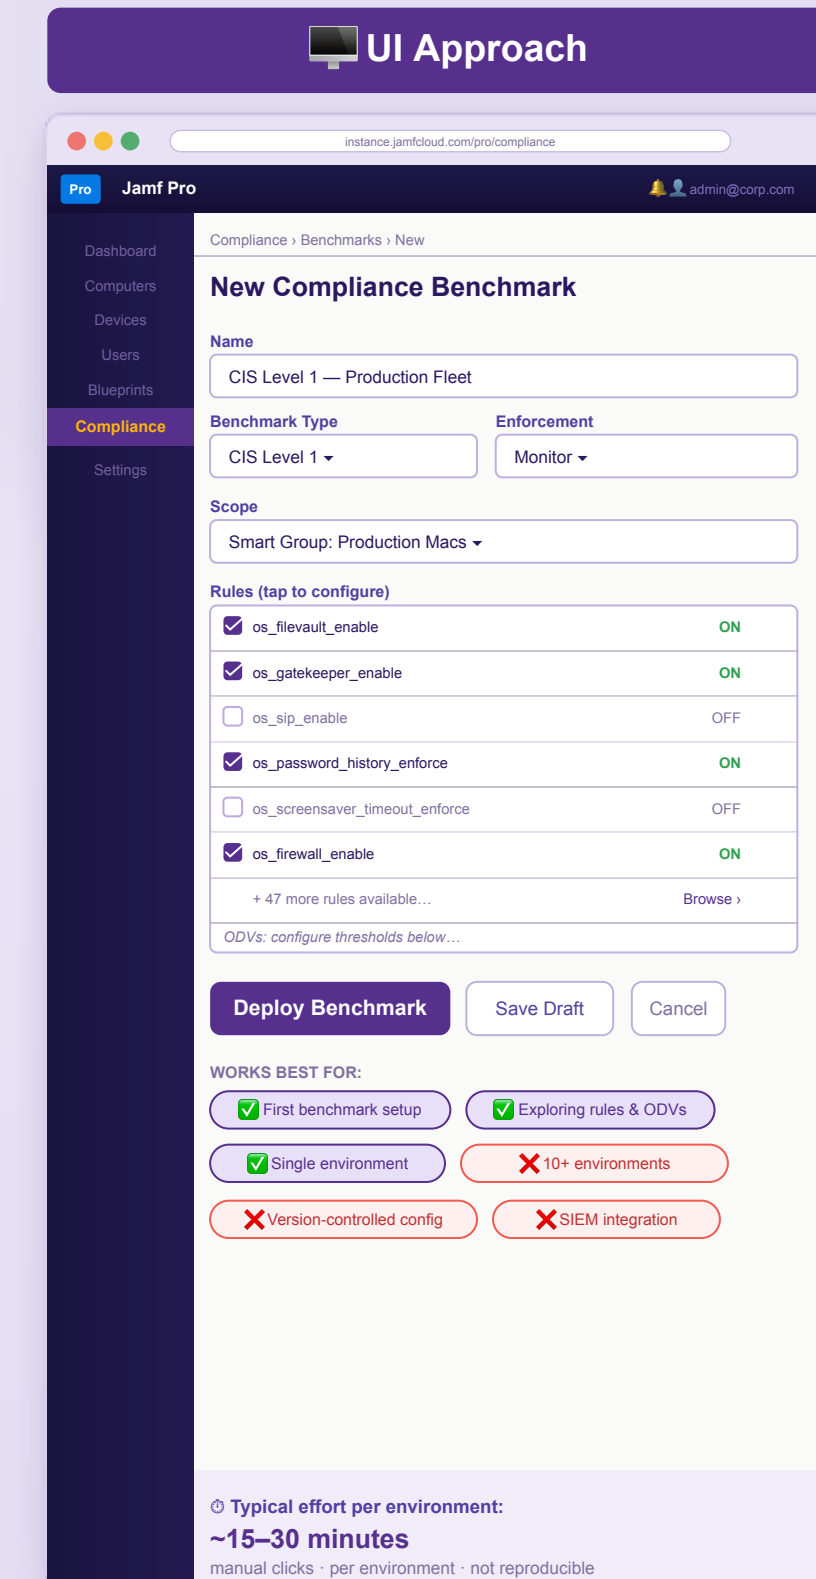 UI Approach
instance.jamfcloud.com/pro/compliance
Pro
Jamf Pro
admin@corp.com
Dashboard
Computers
Devices
Users
Blueprints
Compliance
Settings
Compliance › Benchmarks › New
New Compliance Benchmark
Name
CIS Level 1 — Production Fleet
Benchmark Type
Enforcement
CIS Level 1
Monitor
Scope
Smart Group: Production Macs
Rules (tap to configure)
os_filevault_enable ON
os_gatekeeper_enable ON
os_sip_enable OFF
os_password_history_enforce ON
os_screensaver_timeout_enforce OFF
os_firewall_enable ON
+ 47 more rules available… Browse ›
ODVs: configure thresholds below…
Deploy Benchmark
Save Draft
Cancel
WORKS BEST FOR:
✅ First benchmark setup
✅ Exploring rules & ODVs
✅ Single environment
❌ 10+ environments
❌ Version-controlled config
❌ SIEM integration
⏱ Typical effort per environment:
~15–30 minutes
manual clicks · per environment · not reproducible